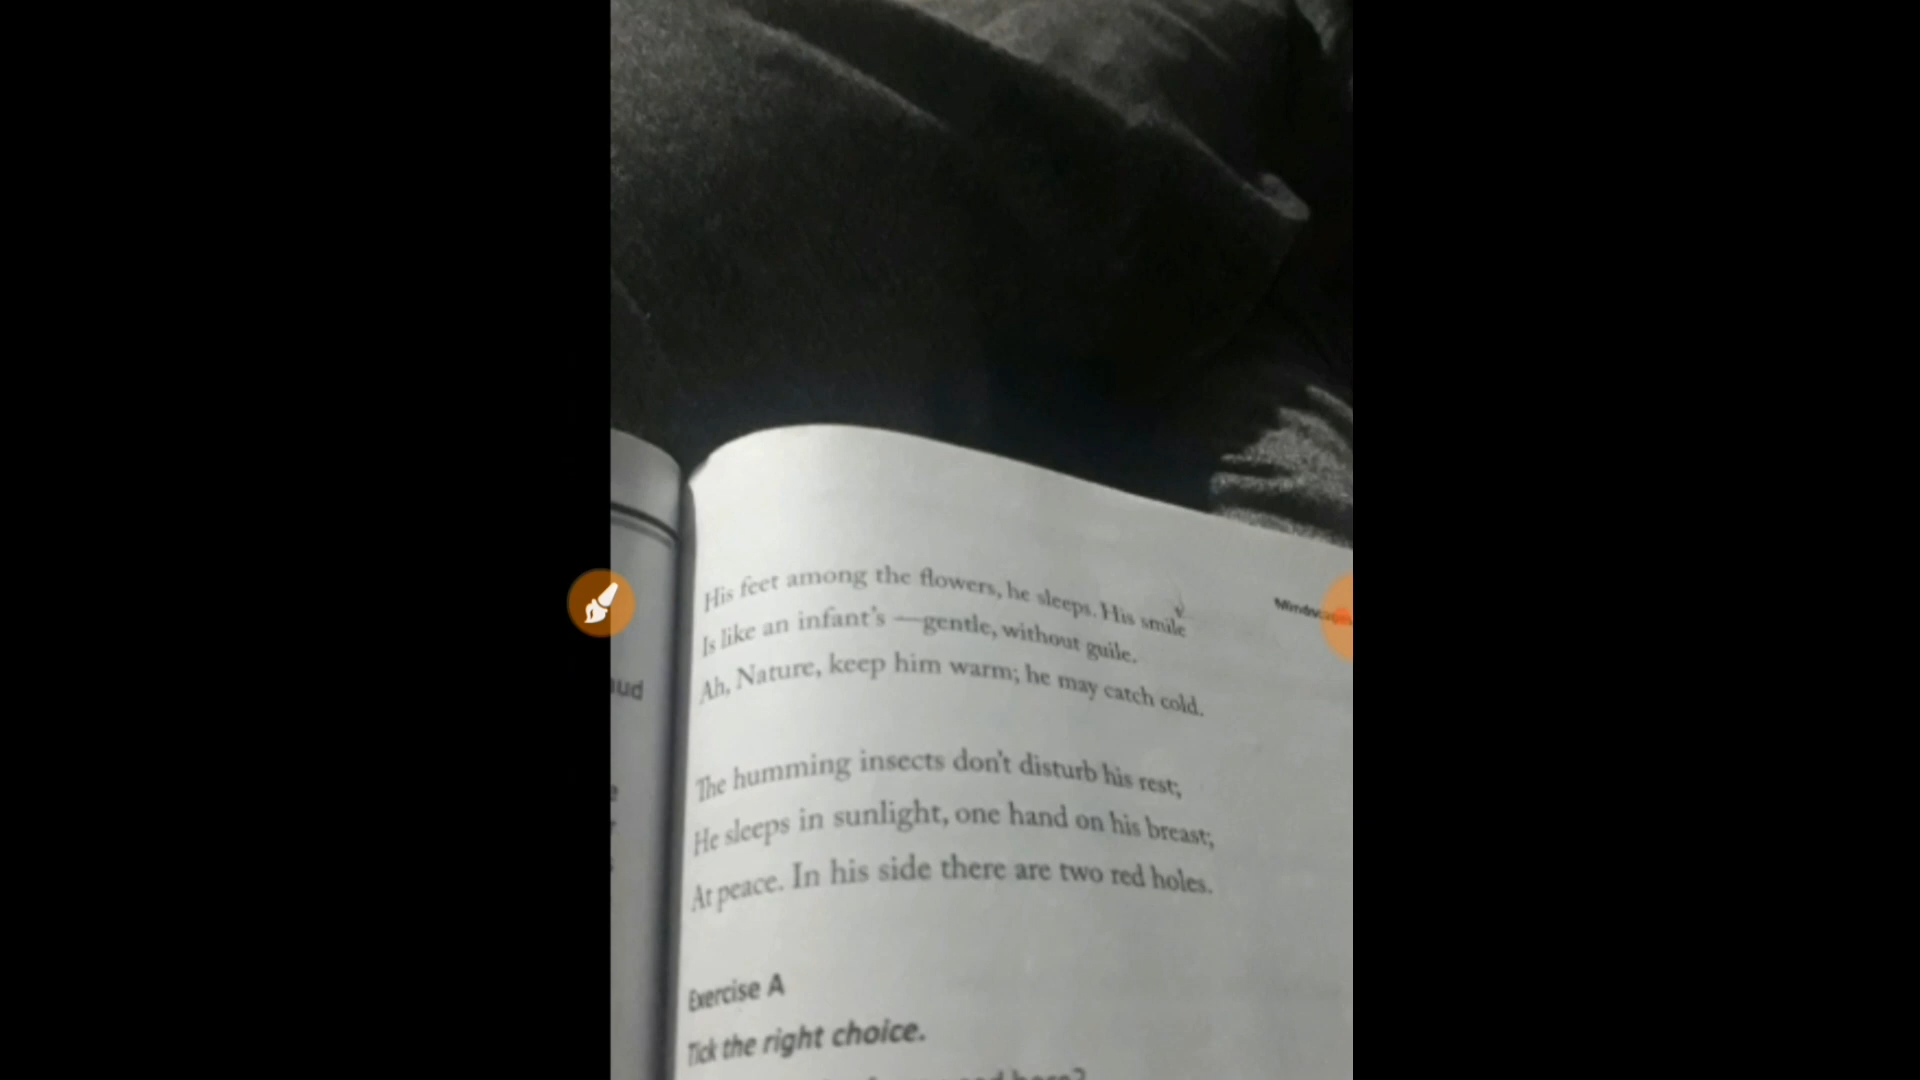 His feet among the flowers, he sleeps. His smile
Is like an infant's —gentle, without guile.
Ah, Nature, keep him warm; he may catch cold.
The humming insects don't disturb his rest;
He sleeps in sunlight, one hand on his breast;
At peace. In his side there are two red holes.
Exercise A
Tick the right choice.